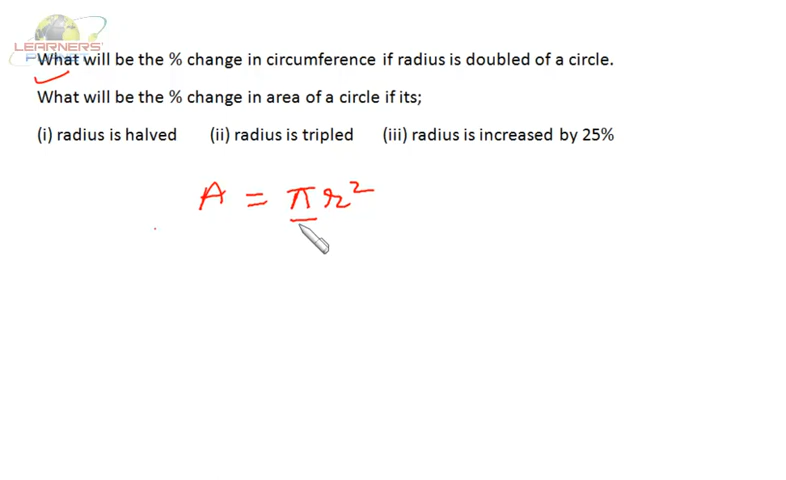 LEARNERS'
PLANET
What will be the % change in circumference if radius is doubled of a circle.
What will be the % change in area of a circle if its;
(i) radius is halved (ii) radius is tripled (iii) radius is increased by 25%
A = πr²